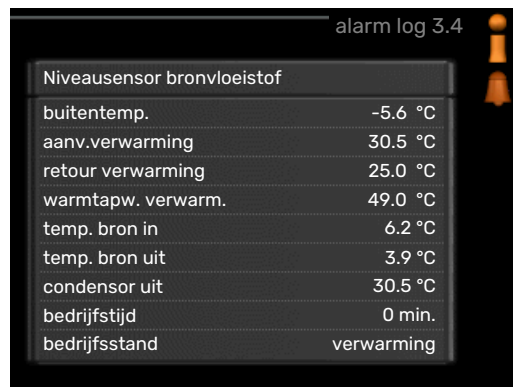 alarm log 3.4
Niveausensor bronvloeistof
buitentemp. -5.6 °C
aanv.verwarming 30.5 °C
retour verwarming 25.0 °C
warmtapw. verwarm. 49.0 °C
temp. bron in 6.2 °C
temp. bron uit 3.9 °C
condensor uit 30.5 °C
bedrijfstijd 0 min.
bedrijfsstand verwarming